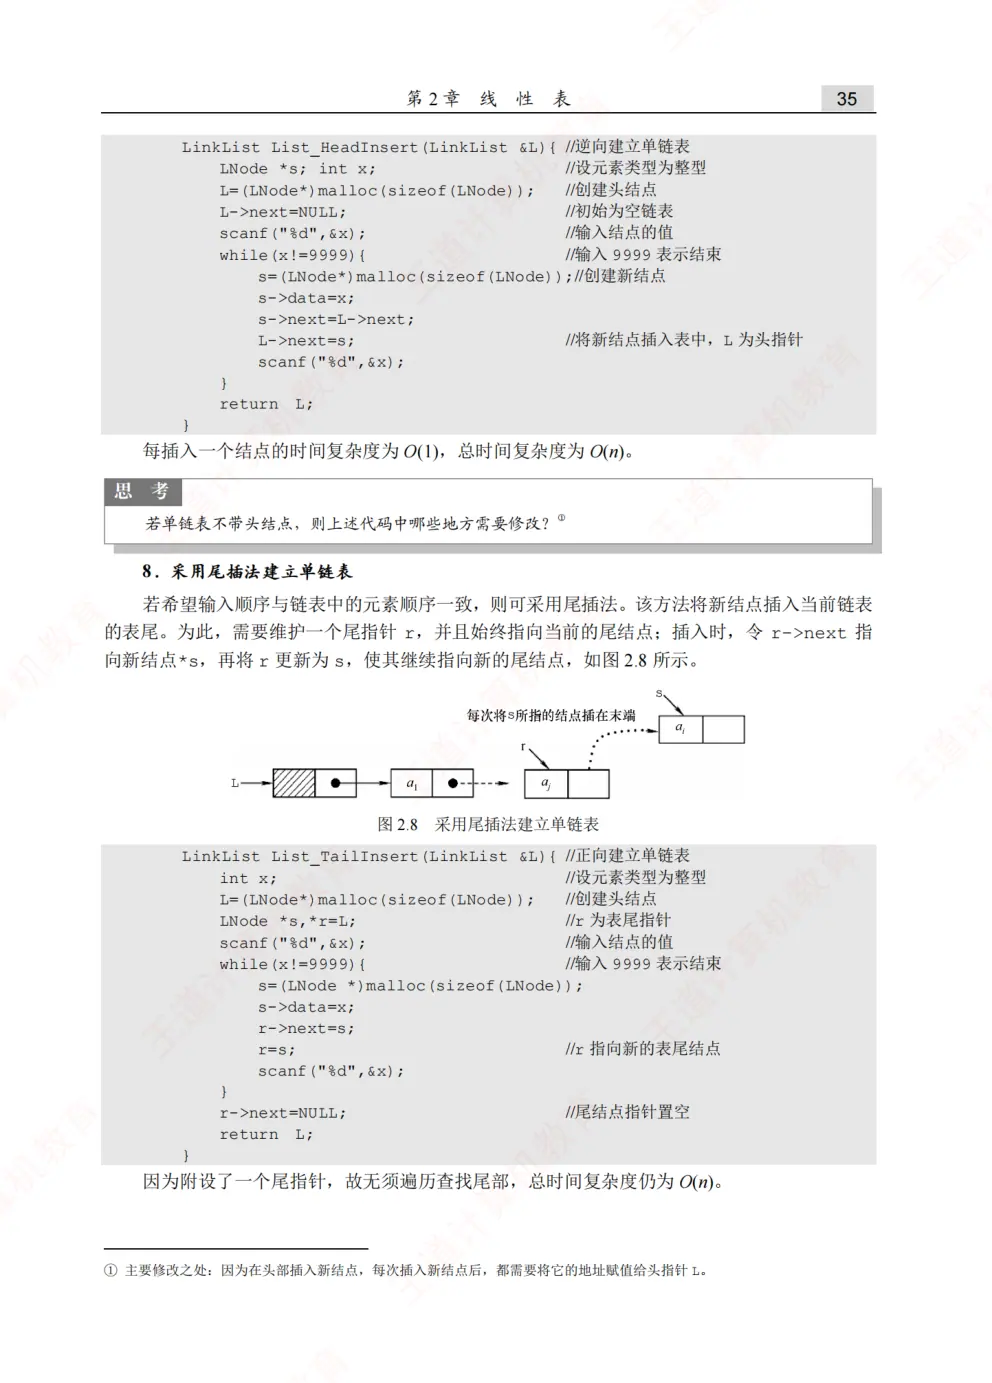 第 2 章 线 性 表 35
LinkList List_HeadInsert(LinkList &L){ //逆向建立单链表
LNode *s; int x; //设元素类型为整型
L=(LNode*)malloc(sizeof(LNode)); //创建头结点
L->next=NULL; //初始为空链表
scanf("%d",&x); //输入结点的值
while(x!=9999){ //输入 9999 表示结束
s=(LNode*)malloc(sizeof(LNode));//创建新结点
s->data=x;
s->next=L->next;
L->next=s; //将新结点插入表中，L 为头指针
scanf("%d",&x);
}
return L;
}
每插入一个结点的时间复杂度为 O(1)，总时间复杂度为 O(n)。
思 考
若单链表不带头结点，则上述代码中哪些地方需要修改？①
8．采用尾插法建立单链表
若希望输入顺序与链表中的元素顺序一致，则可采用尾插法。该方法将新结点插入当前链表
的表尾。为此，需要维护一个尾指针 r，并且始终指向当前的尾结点；插入时，令 r->next 指
向新结点*s，再将 r 更新为 s，使其继续指向新的尾结点，如图 2.8 所示。
s
每次将s所指的结点插在末端
ai
r
L
a1
aj
图 2.8 采用尾插法建立单链表
LinkList List_TailInsert(LinkList &L){ //正向建立单链表
int x; //设元素类型为整型
L=(LNode*)malloc(sizeof(LNode)); //创建头结点
LNode *s,*r=L; //r 为表尾指针
scanf("%d",&x); //输入结点的值
while(x!=9999){ //输入 9999 表示结束
s=(LNode *)malloc(sizeof(LNode));
s->data=x;
r->next=s;
r=s; //r 指向新的表尾结点
scanf("%d",&x);
}
r->next=NULL; //尾结点指针置空
return L;
}
因为附设了一个尾指针，故无须遍历查找尾部，总时间复杂度仍为 O(n)。
① 主要修改之处：因为在头部插入新结点，每次插入新结点后，都需要将它的地址赋值给头指针 L。
王道计算机教育